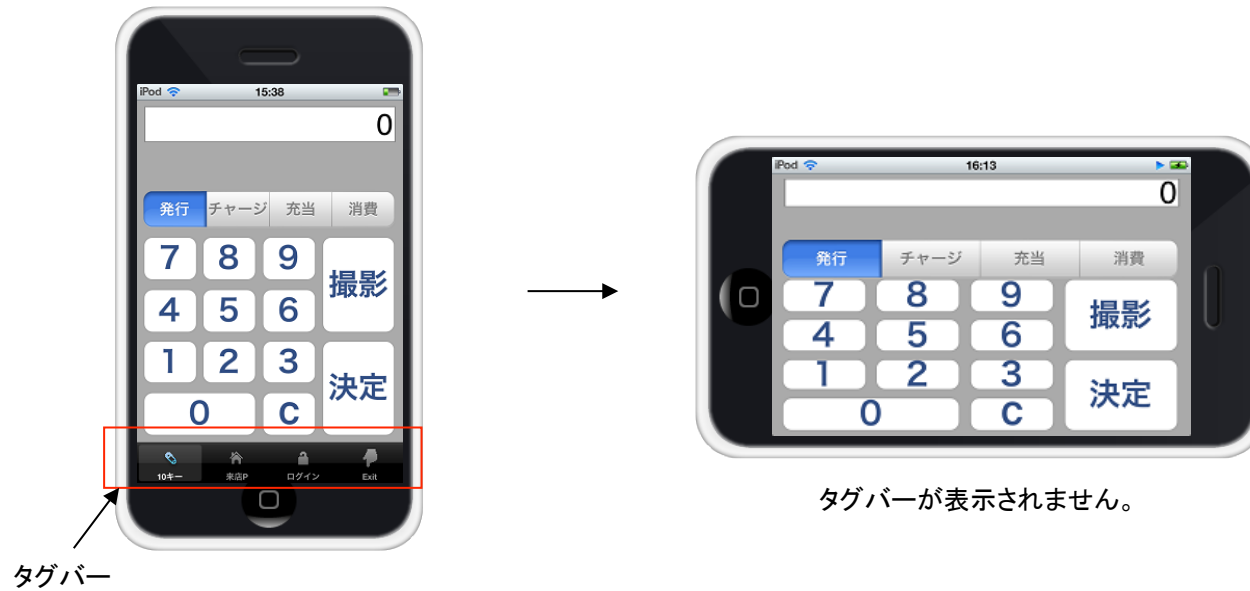 iPod 15:38
0
発行 チャージ 充当 消費
7 8 9 撮影
4 5 6
1 2 3 決定
0 C
10キー 来店P ログイン Exit
タグバー
iPod 16:13
0
発行 チャージ 充当 消費
7 8 9 撮影
4 5 6
1 2 3 決定
0 C
タグバーが表示されません。